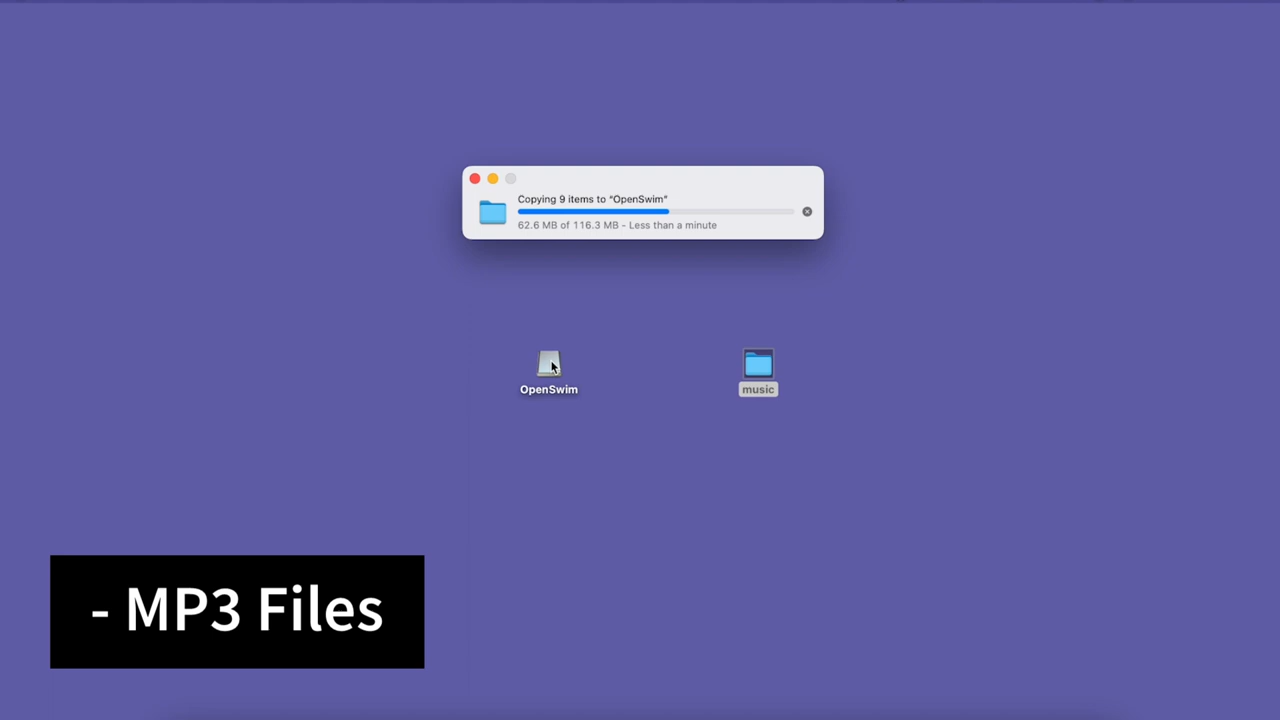 Copying 9 items to “OpenSwim”
62.6 MB of 116.3 MB - Less than a minute
OpenSwim
music
- MP3 Files